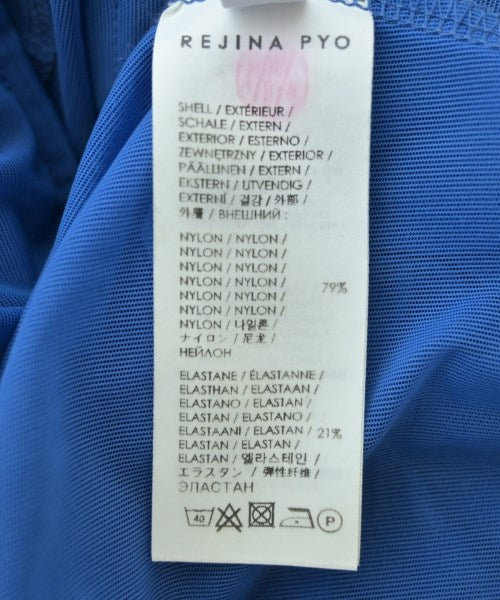 REJINA PYO
SHELL / EXTÉRIEUR /
SCHALE / EXTERN /
EXTERIOR / ESTERNO /
ZEWNĘTRZNY / EXTERIOR /
PÄÄLLINEN / EXTERN /
EKSTERN / UTVENDIG /
EXTERNÍ / 겉감 / 外部 /
外層 / ВНЕШНИЙ :
NYLON / NYLON /
NYLON / NYLON /
NYLON / NYLON /
NYLON / NYLON / 79%
NYLON / NYLON /
NYLON / NYLON /
NYLON / 나일론 /
ナイロン / 尼龙 /
НЕЙЛОН
ELASTANE / ÉLASTANNE /
ELASTHAN / ELASTAAN /
ELASTANO / ELASTAN /
ELASTAN / ELASTANO /
ELASTAANI / ELASTAN / 21%
ELASTAN / ELASTAN /
ELASTAN / 엘라스테인 /
エラスタン / 弹性纤维 /
ЭЛАСТАН
40 P